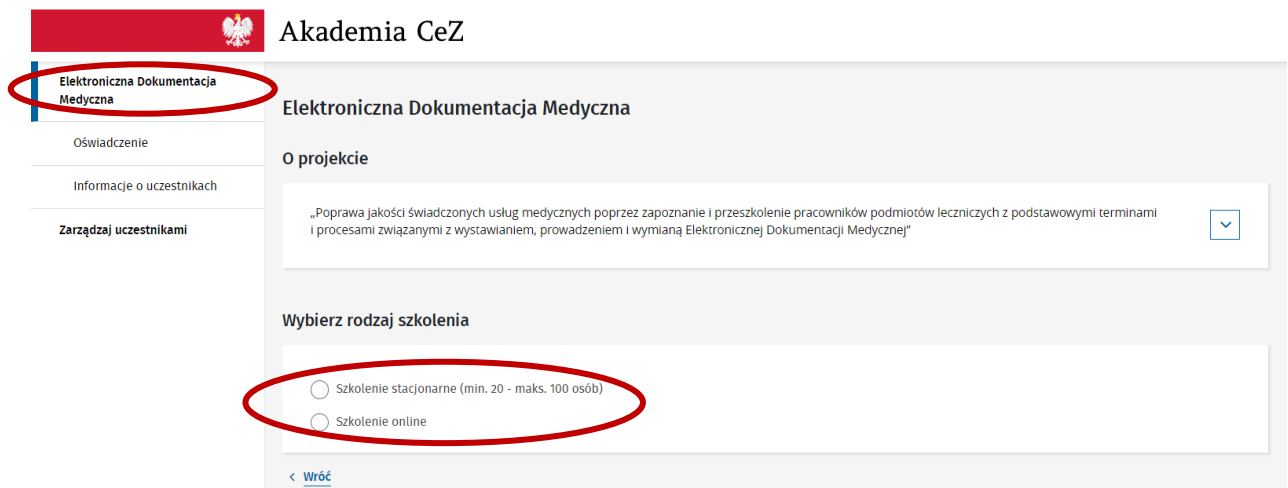 Akademia CeZ
Elektroniczna Dokumentacja
Medyczna
Oświadczenie
Informacje o uczestnikach
Zarządzaj uczestnikami
Elektroniczna Dokumentacja Medyczna
O projekcie
„Poprawa jakości świadczonych usług medycznych poprzez zapoznanie i przeszkolenie pracowników podmiotów leczniczych z podstawowymi terminami
i procesami związanymi z wystawianiem, prowadzeniem i wymianą Elektronicznej Dokumentacji Medycznej”
Wybierz rodzaj szkolenia
Szkolenie stacjonarne (min. 20 - maks. 100 osób)
Szkolenie online
Wróć